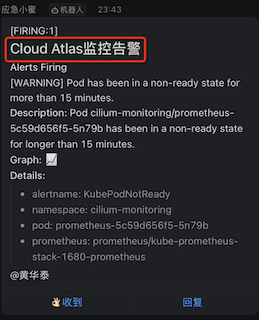 应急小蜜 机器人 23:43
[FIRING:1]
Cloud Atlas监控告警
Alerts Firing
[WARNING] Pod has been in a non-ready state for
more than 15 minutes.
Description: Pod cilium-monitoring/prometheus-
5c59d656f5-5n79b has been in a non-ready state
for longer than 15 minutes.
Graph: 📈
Details:
• alertname: KubePodNotReady
• namespace: cilium-monitoring
• pod: prometheus-5c59d656f5-5n79b
• prometheus: prometheus/kube-prometheus-
stack-1680-prometheus
@黄华泰
👌收到 回复